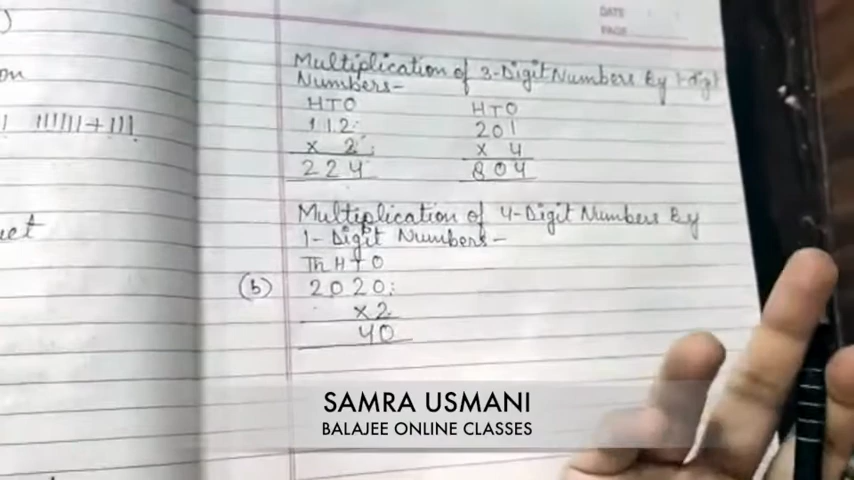 DATE
PAGE
on
11111+111
uct
Multiplication of 3-Digit Numbers By 1-digit
Numbers-
HTO
112
x 2
224
HTO
201
x 4
804
Multiplication of 4-Digit Numbers By
1-Digit Numbers-
Th H T O
(b) 2020
x2
40
SAMRA USMANI
BALAJEE ONLINE CLASSES